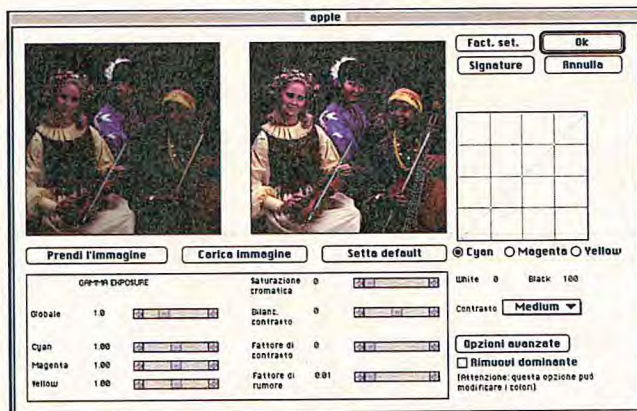 apple
Fact. set.
Ok
Signature
Annulla
Prendi l'immagine
Carica immagine
Setta default
Cyan
Magenta
Yellow
GAMMA EXPOSURE
Globale 1.0
Cyan 1.00
Magenta 1.00
Yellow 1.00
Saturazione cromatica 0
Bilanc. contrasto 0
Fattore di contrasto 0
Fattore di rumore 0.01
White 0 Black 100
Contrasto Medium
Opzioni avanzate
Rimuovi dominante
(Attenzione: questa opzione può
modificare i colori)